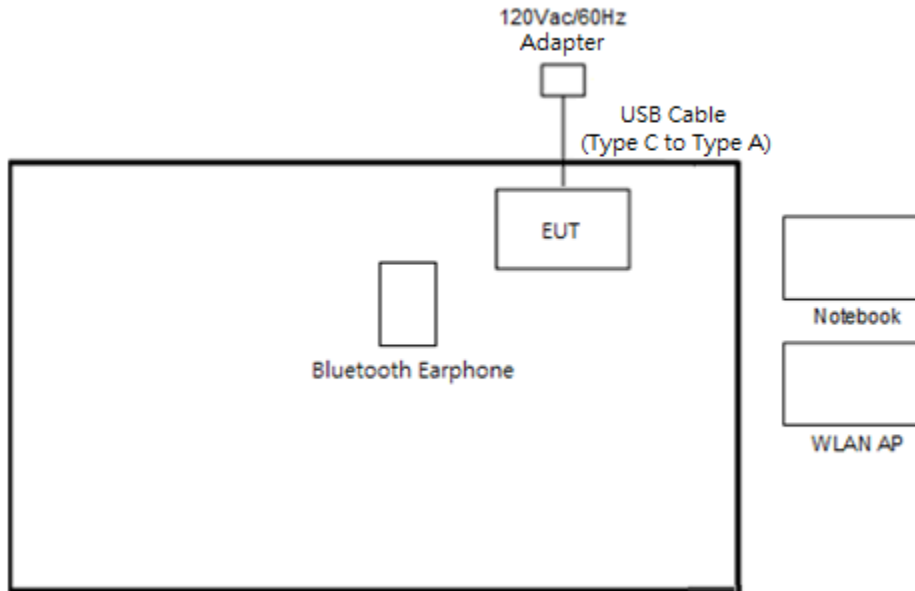 120Vac/60Hz
Adapter
USB Cable
(Type C to Type A)
EUT
Notebook
Bluetooth Earphone
WLAN AP